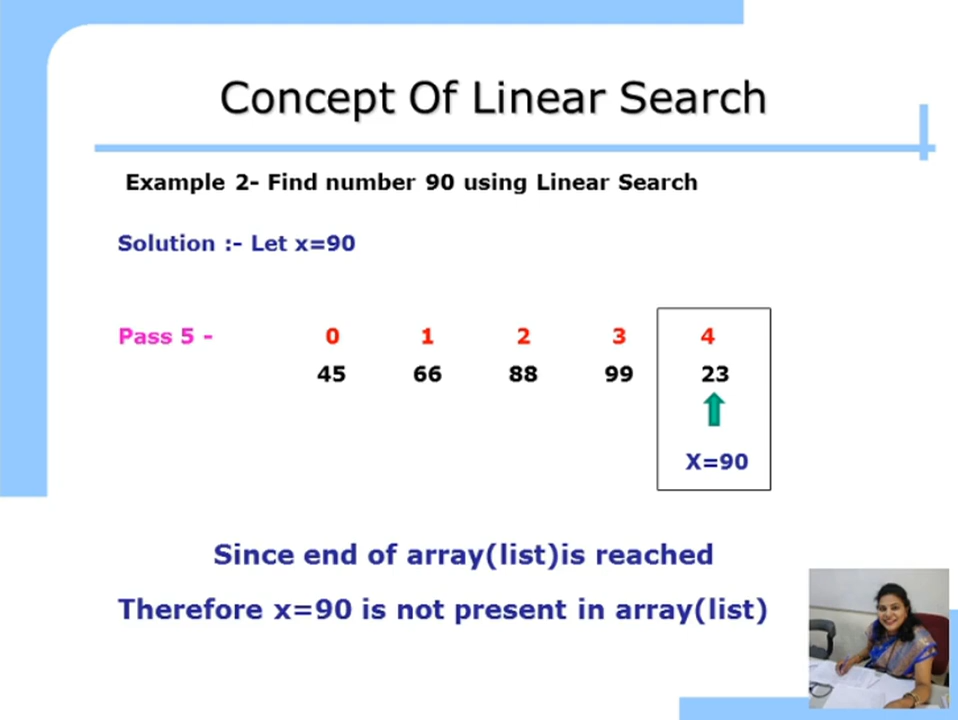 Concept Of Linear Search
Example 2- Find number 90 using Linear Search
Solution :- Let x=90
Pass 5 - 0 1 2 3 4
45 66 88 99 23
X=90
Since end of array(list)is reached
Therefore x=90 is not present in array(list)